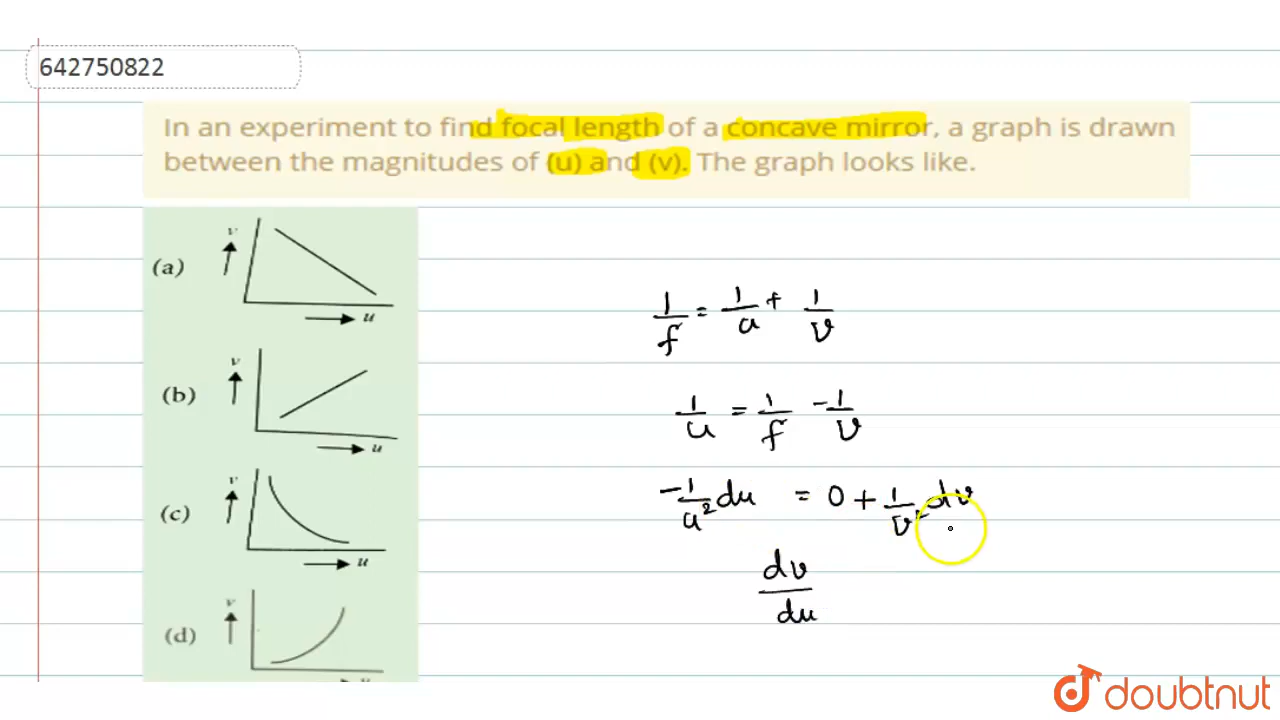 642750822
In an experiment to find focal length of a concave mirror, a graph is drawn
between the magnitudes of (u) and (v). The graph looks like.
v
(a)
u
v
(b)
u
v
(c)
u
v
(d)
1/f = 1/u + 1/v
1/u = 1/f - 1/v
-1/u² du = 0 + 1/v² dv
dv/du
doubtnut